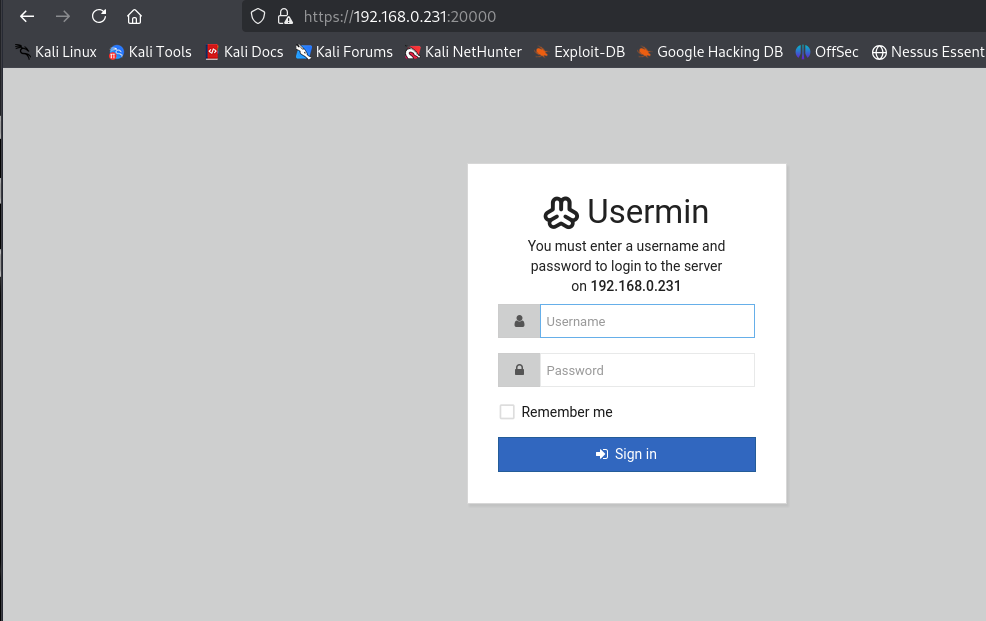 https://192.168.0.231:20000
Kali Linux Kali Tools Kali Docs Kali Forums Kali NetHunter Exploit-DB Google Hacking DB OffSec Nessus Essent
Usermin
You must enter a username and
password to login to the server
on 192.168.0.231
Username
Password
Remember me
Sign in